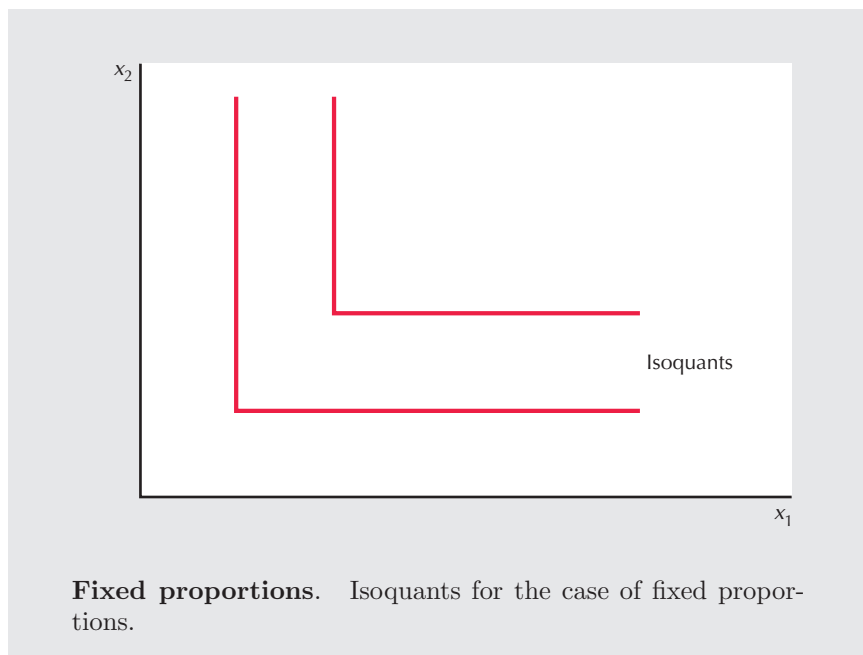 x2
Isoquants
x1
Fixed proportions. Isoquants for the case of fixed propor-
tions.